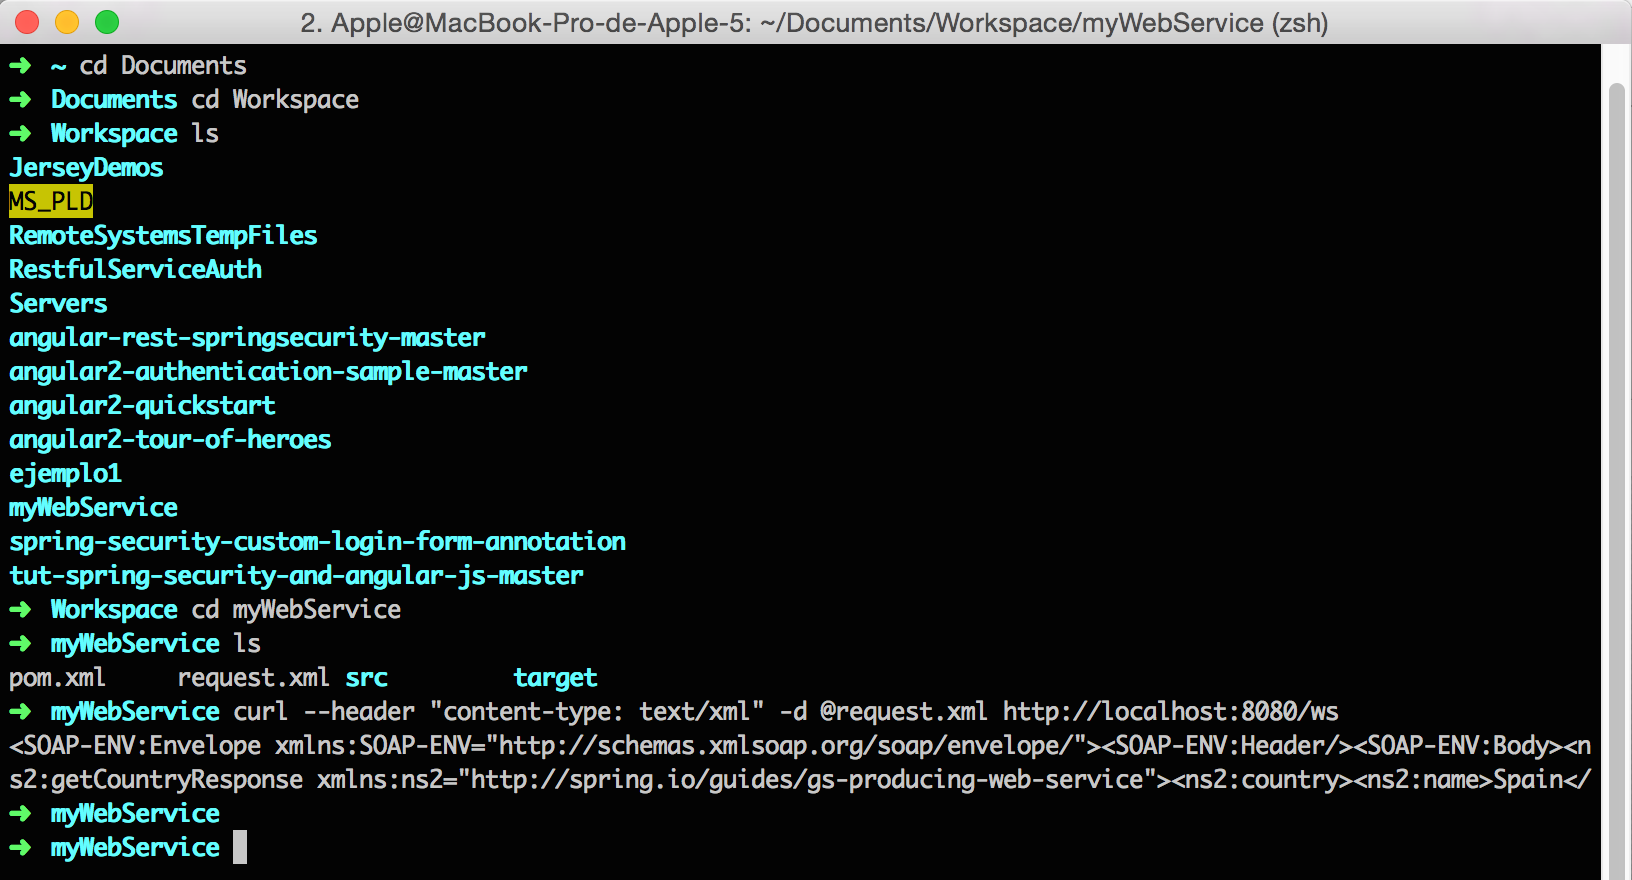 2. Apple@MacBook-Pro-de-Apple-5: ~/Documents/Workspace/myWebService (zsh)
➜ ~ cd Documents
➜ Documents cd Workspace
➜ Workspace ls
JerseyDemos
MS_PLD
RemoteSystemsTempFiles
RestfulServiceAuth
Servers
angular-rest-springsecurity-master
angular2-authentication-sample-master
angular2-quickstart
angular2-tour-of-heroes
ejemplo1
myWebService
spring-security-custom-login-form-annotation
tut-spring-security-and-angular-js-master
➜ Workspace cd myWebService
➜ myWebService ls
pom.xml request.xml src target
➜ myWebService curl --header "content-type: text/xml" -d @request.xml http://localhost:8080/ws
<SOAP-ENV:Envelope xmlns:SOAP-ENV="http://schemas.xmlsoap.org/soap/envelope/"><SOAP-ENV:Header/><SOAP-ENV:Body><n
s2:getCountryResponse xmlns:ns2="http://spring.io/guides/gs-producing-web-service"><ns2:country><ns2:name>Spain</
➜ myWebService
➜ myWebService